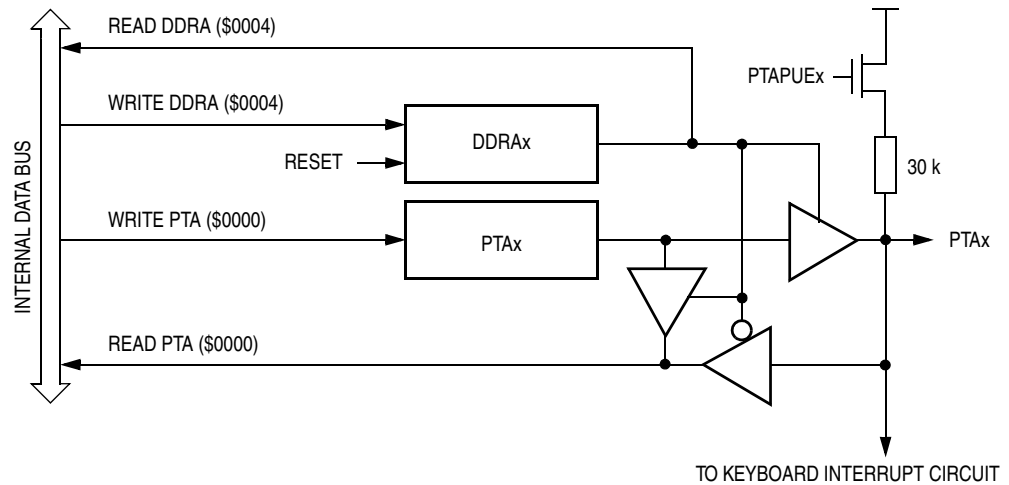 READ DDRA ($0004)
PTAPUEx
WRITE DDRA ($0004)
DDRAx
RESET
30 k
INTERNAL DATA BUS
WRITE PTA ($0000)
PTAx
PTAx
READ PTA ($0000)
TO KEYBOARD INTERRUPT CIRCUIT